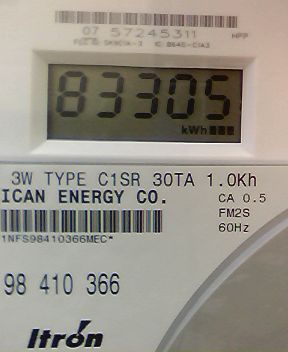 07 57245311 HPP
83305
kWh
3W TYPE C1SR 30TA 1.0Kh
ICAN ENERGY CO. CA 0.5
FM2S
60Hz
1NFS98410366MEC*
98 410 366
Itron